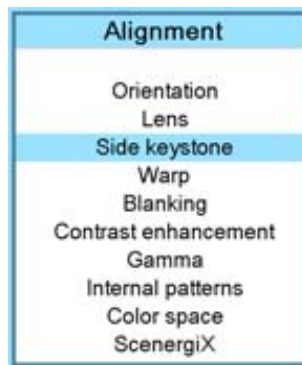 Alignment
Orientation
Lens
Side keystone
Warp
Blanking
Contrast enhancement
Gamma
Internal patterns
Color space
ScenergiX